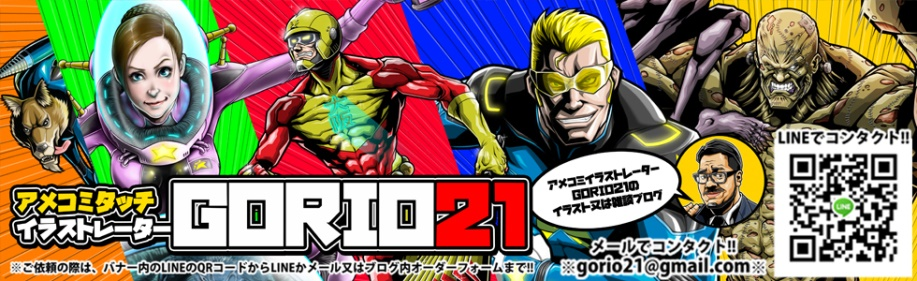 アメコミタッチ
イラストレーター
GORIO21
アメコミイラストレーター
GORIO21の
イラスト又は雑談ブログ
LINEでコンタクト!!
LINE
メールでコンタクト!!
※gorio21@gmail.com※
※ご依頼の際は、バナー内のLINEのQRコードからLINEかメール又はブログ内オーダーフォームまで!!